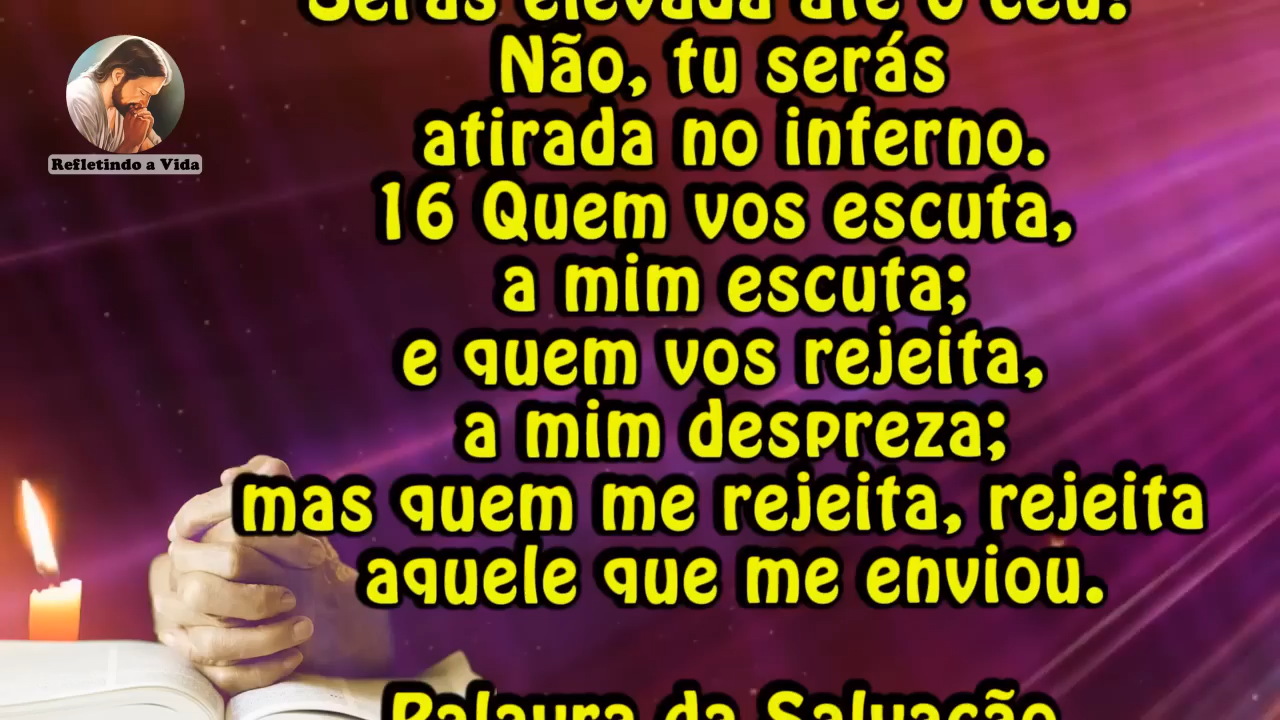 Serás elevada até o céu?
Não, tu serás
atirada no inferno.
Refletindo a Vida
16 Quem vos escuta,
a mim escuta;
e quem vos rejeita,
a mim despreza;
mas quem me rejeita, rejeita
aquele que me enviou.
Palavra da Salvação